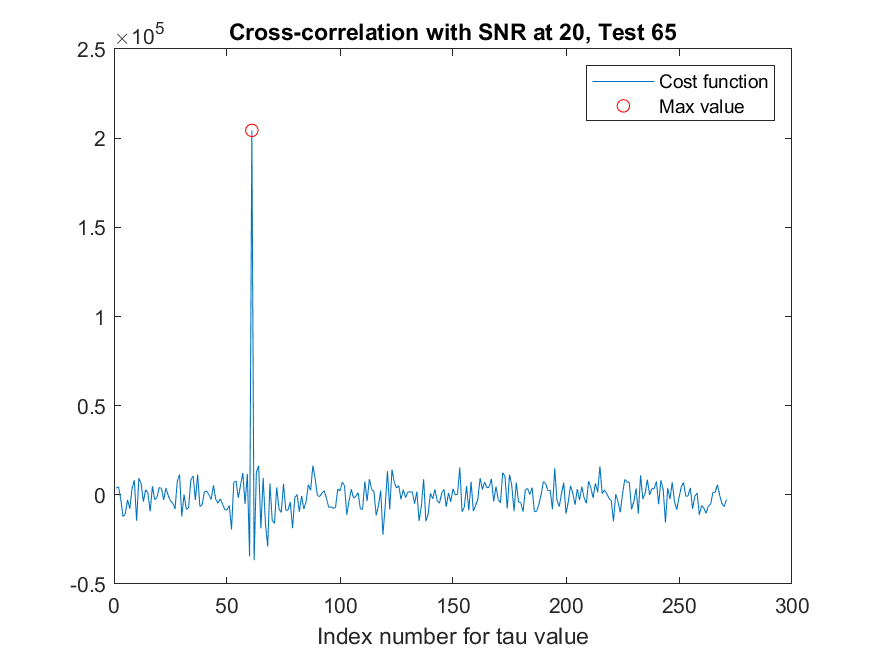 Cross-correlation with SNR at 20, Test 65
×10^5
2.5
2
1.5
1
0.5
0
-0.5
0 50 100 150 200 250 300
Index number for tau value
Cost function
Max value